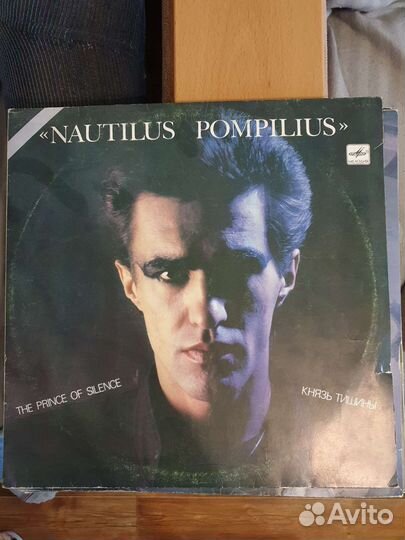 «NAUTILUS POMPILIUS»
МЕЛОДИЯ
THE PRINCE OF SILENCE
КНЯЗЬ ТИШИНЫ
Avito